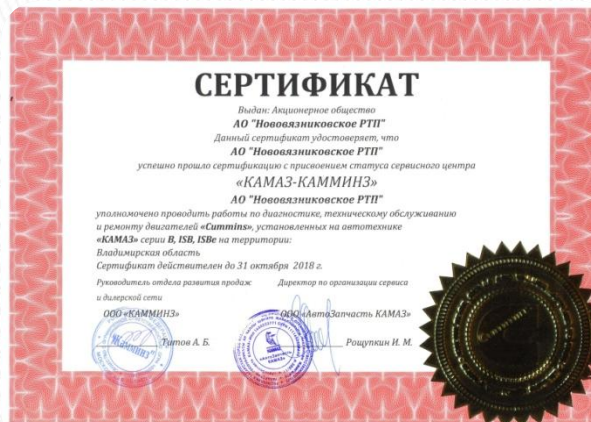 СЕРТИФИКАТ
Выдан: Акционерное общество
АО "Нововязниковское РТП"
Данный сертификат удостоверяет, что
АО "Нововязниковское РТП"
успешно прошло сертификацию с присвоением статуса сервисного центра
«КАМАЗ-КАММИНЗ»
АО "Нововязниковское РТП"
уполномочено проводить работы по диагностике, техническому обслуживанию
и ремонту двигателей «Cummins», установленных на автотехнике
«КАМАЗ» серии B, ISB, ISBe на территории:
Владимирская область
Сертификат действителен до 31 октября 2018 г.
Руководитель отдела развития продаж Директор по организации сервиса
и дилерской сети
ООО «КАММИНЗ» ООО «АвтоЗапчасть КАМАЗ»
Титов А. Б. Рощупкин И. М.
"Камминз"
Cummins